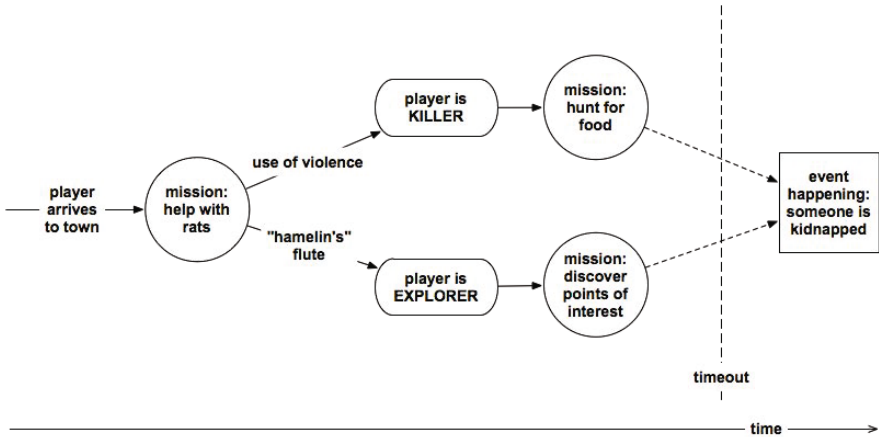 player
arrives
to town
mission:
help with
rats
use of violence
"hamelin's"
flute
player is
KILLER
player is
EXPLORER
mission:
hunt for
food
mission:
discover
points of
interest
event
happening:
someone is
kidnapped
timeout
time